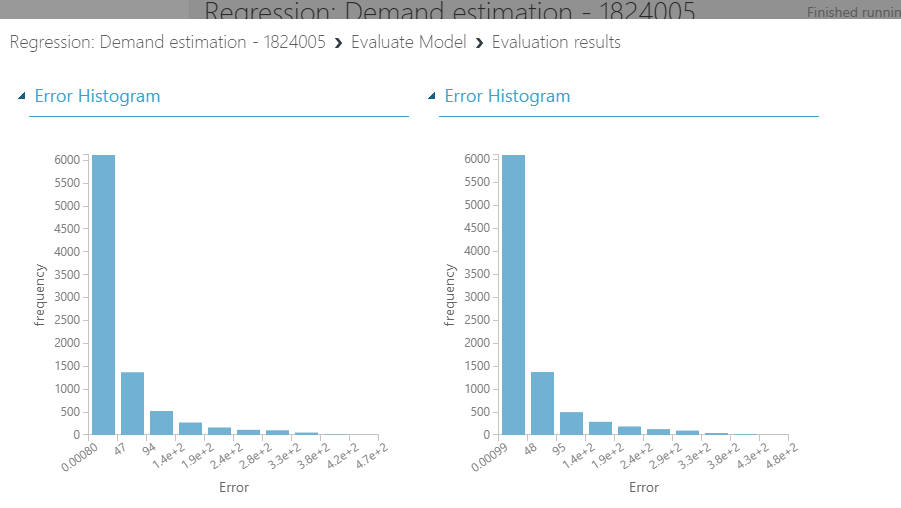 Regression: Demand estimation - 1824005
Finished runnin
Regression: Demand estimation - 1824005 ❯ Evaluate Model ❯ Evaluation results
Error Histogram
frequency
6000
5500
5000
4500
4000
3500
3000
2500
2000
1500
1000
500
0
0.00080 47 94 1.4e+2 1.9e+2 2.4e+2 2.8e+2 3.3e+2 3.8e+2 4.2e+2 4.7e+2
Error
Error Histogram
frequency
6000
5500
5000
4500
4000
3500
3000
2500
2000
1500
1000
500
0
0.00099 48 95 1.4e+2 1.9e+2 2.4e+2 2.9e+2 3.3e+2 3.8e+2 4.3e+2 4.8e+2
Error